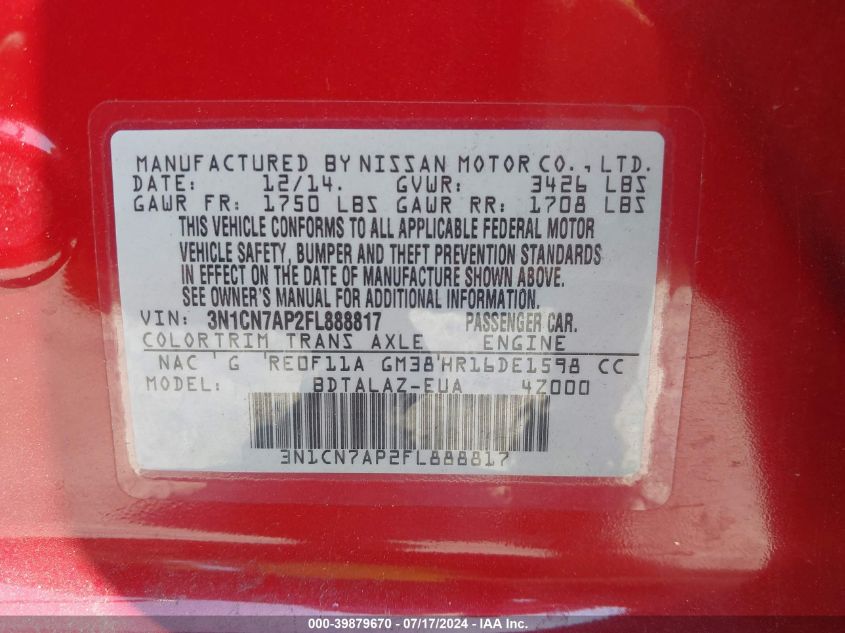 MANUFACTURED BY NISSAN MOTOR CO., LTD.
DATE: 12/14. GVWR: 3426 LBS
GAWR FR: 1750 LBS GAWR RR: 1708 LBS
THIS VEHICLE CONFORMS TO ALL APPLICABLE FEDERAL MOTOR
VEHICLE SAFETY, BUMPER AND THEFT PREVENTION STANDARDS
IN EFFECT ON THE DATE OF MANUFACTURE SHOWN ABOVE.
SEE OWNER'S MANUAL FOR ADDITIONAL INFORMATION.
VIN: 3N1CN7AP2FL888817 PASSENGER CAR.
COLORTRIM TRANS AXLE ENGINE
NAC ' G 'RE0F11A GM38'HR16DE1598 CC
MODEL: BDTALAZ-EUA 4Z000
3N1CN7AP2FL888817
000-39879670 - 07/17/2024 - IAA Inc.